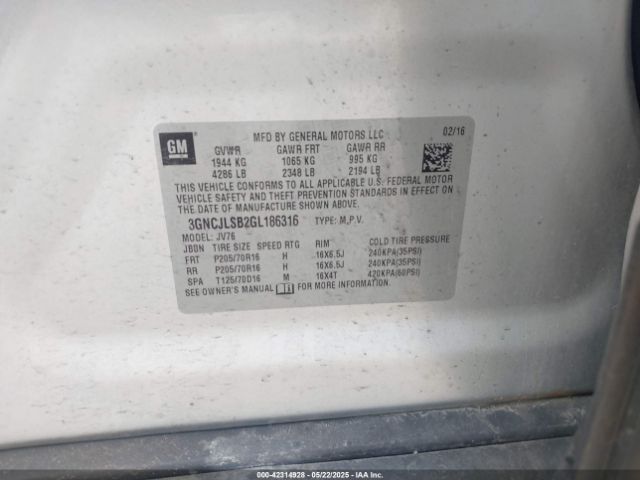 GM
MFD BY GENERAL MOTORS LLC 02/16
GVWR GAWR FRT GAWR RR
1944 KG 1065 KG 995 KG
4286 LB 2348 LB 2194 LB
THIS VEHICLE CONFORMS TO ALL APPLICABLE U.S. FEDERAL MOTOR
VEHICLE SAFETY AND THEFT PREVENTION STANDARDS IN EFFECT ON
THE DATE OF MANUFACTURE SHOWN ABOVE.
3GNCJLSB2GL186316 TYPE: M.P.V.
MODEL: JV76
JBDN TIRE SIZE SPEED RTG RIM COLD TIRE PRESSURE
FRT P205/70R16 H 16X6.5J 240KPA(35PSI)
RR P205/70R16 H 16X6.5J 240KPA(35PSI)
SPA T125/70D16 M 16X4T 420KPA(60PSI)
SEE OWNER'S MANUAL FOR MORE INFORMATION.
000-42314928 - 05/22/2025 - IAAI.COM